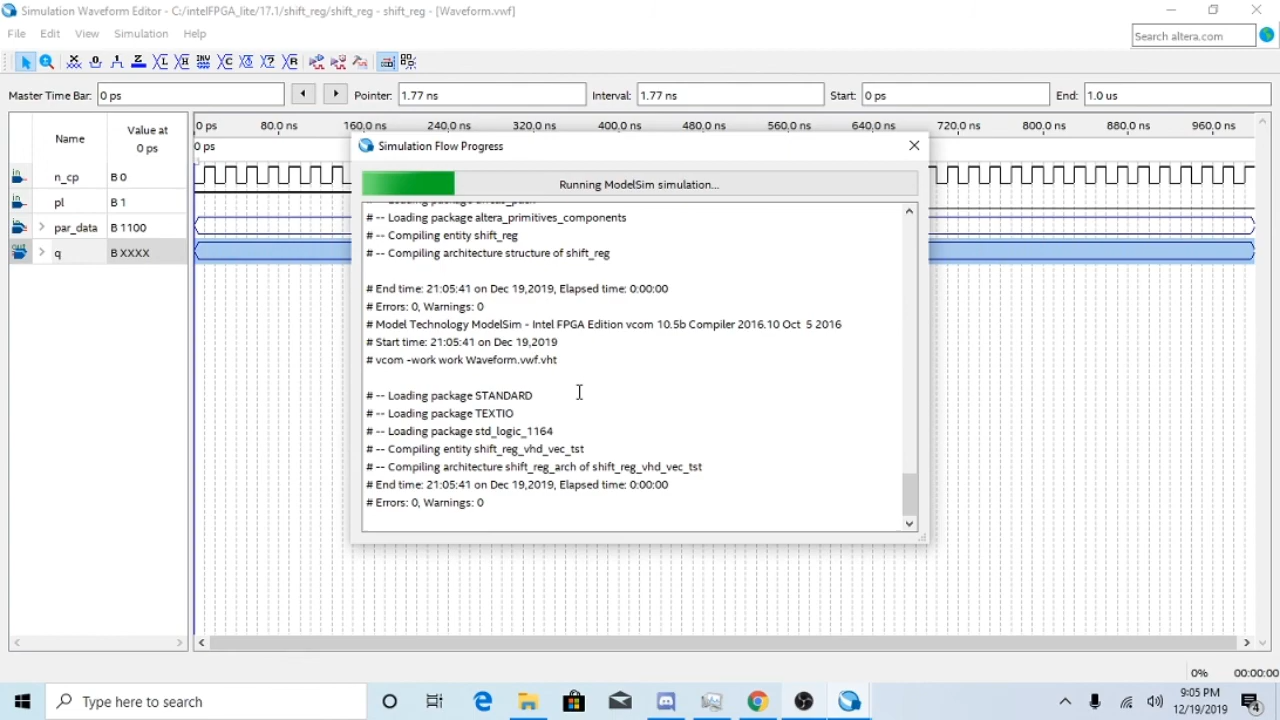 Simulation Waveform Editor - C:/intelFPGA_lite/17.1/shift_reg/shift_reg - shift_reg - [Waveform.vwf]
File Edit View Simulation Help
Search altera.com
Master Time Bar: 0 ps Pointer: 1.77 ns Interval: 1.77 ns Start: 0 ps End: 1.0 us
Name
Value at
0 ps
0 ps 80.0 ns 160.0 ns 240.0 ns 320.0 ns 400.0 ns 480.0 ns 560.0 ns 640.0 ns 720.0 ns 800.0 ns 880.0 ns 960.0 ns
0 ps
n_cp B 0
pl B 1
par_data B 1100
q B XXXX
Simulation Flow Progress
Running ModelSim simulation...
# -- Loading package altera_primitives_components
# -- Compiling entity shift_reg
# -- Compiling architecture structure of shift_reg
# End time: 21:05:41 on Dec 19,2019, Elapsed time: 0:00:00
# Errors: 0, Warnings: 0
# Model Technology ModelSim - Intel FPGA Edition vcom 10.5b Compiler 2016.10 Oct 5 2016
# Start time: 21:05:41 on Dec 19,2019
# vcom -work work Waveform.vwf.vht
# -- Loading package STANDARD
# -- Loading package TEXTIO
# -- Loading package std_logic_1164
# -- Compiling entity shift_reg_vhd_vec_tst
# -- Compiling architecture shift_reg_arch of shift_reg_vhd_vec_tst
# End time: 21:05:41 on Dec 19,2019, Elapsed time: 0:00:00
# Errors: 0, Warnings: 0
0% 00:00:00
Type here to search
9:05 PM
12/19/2019
4